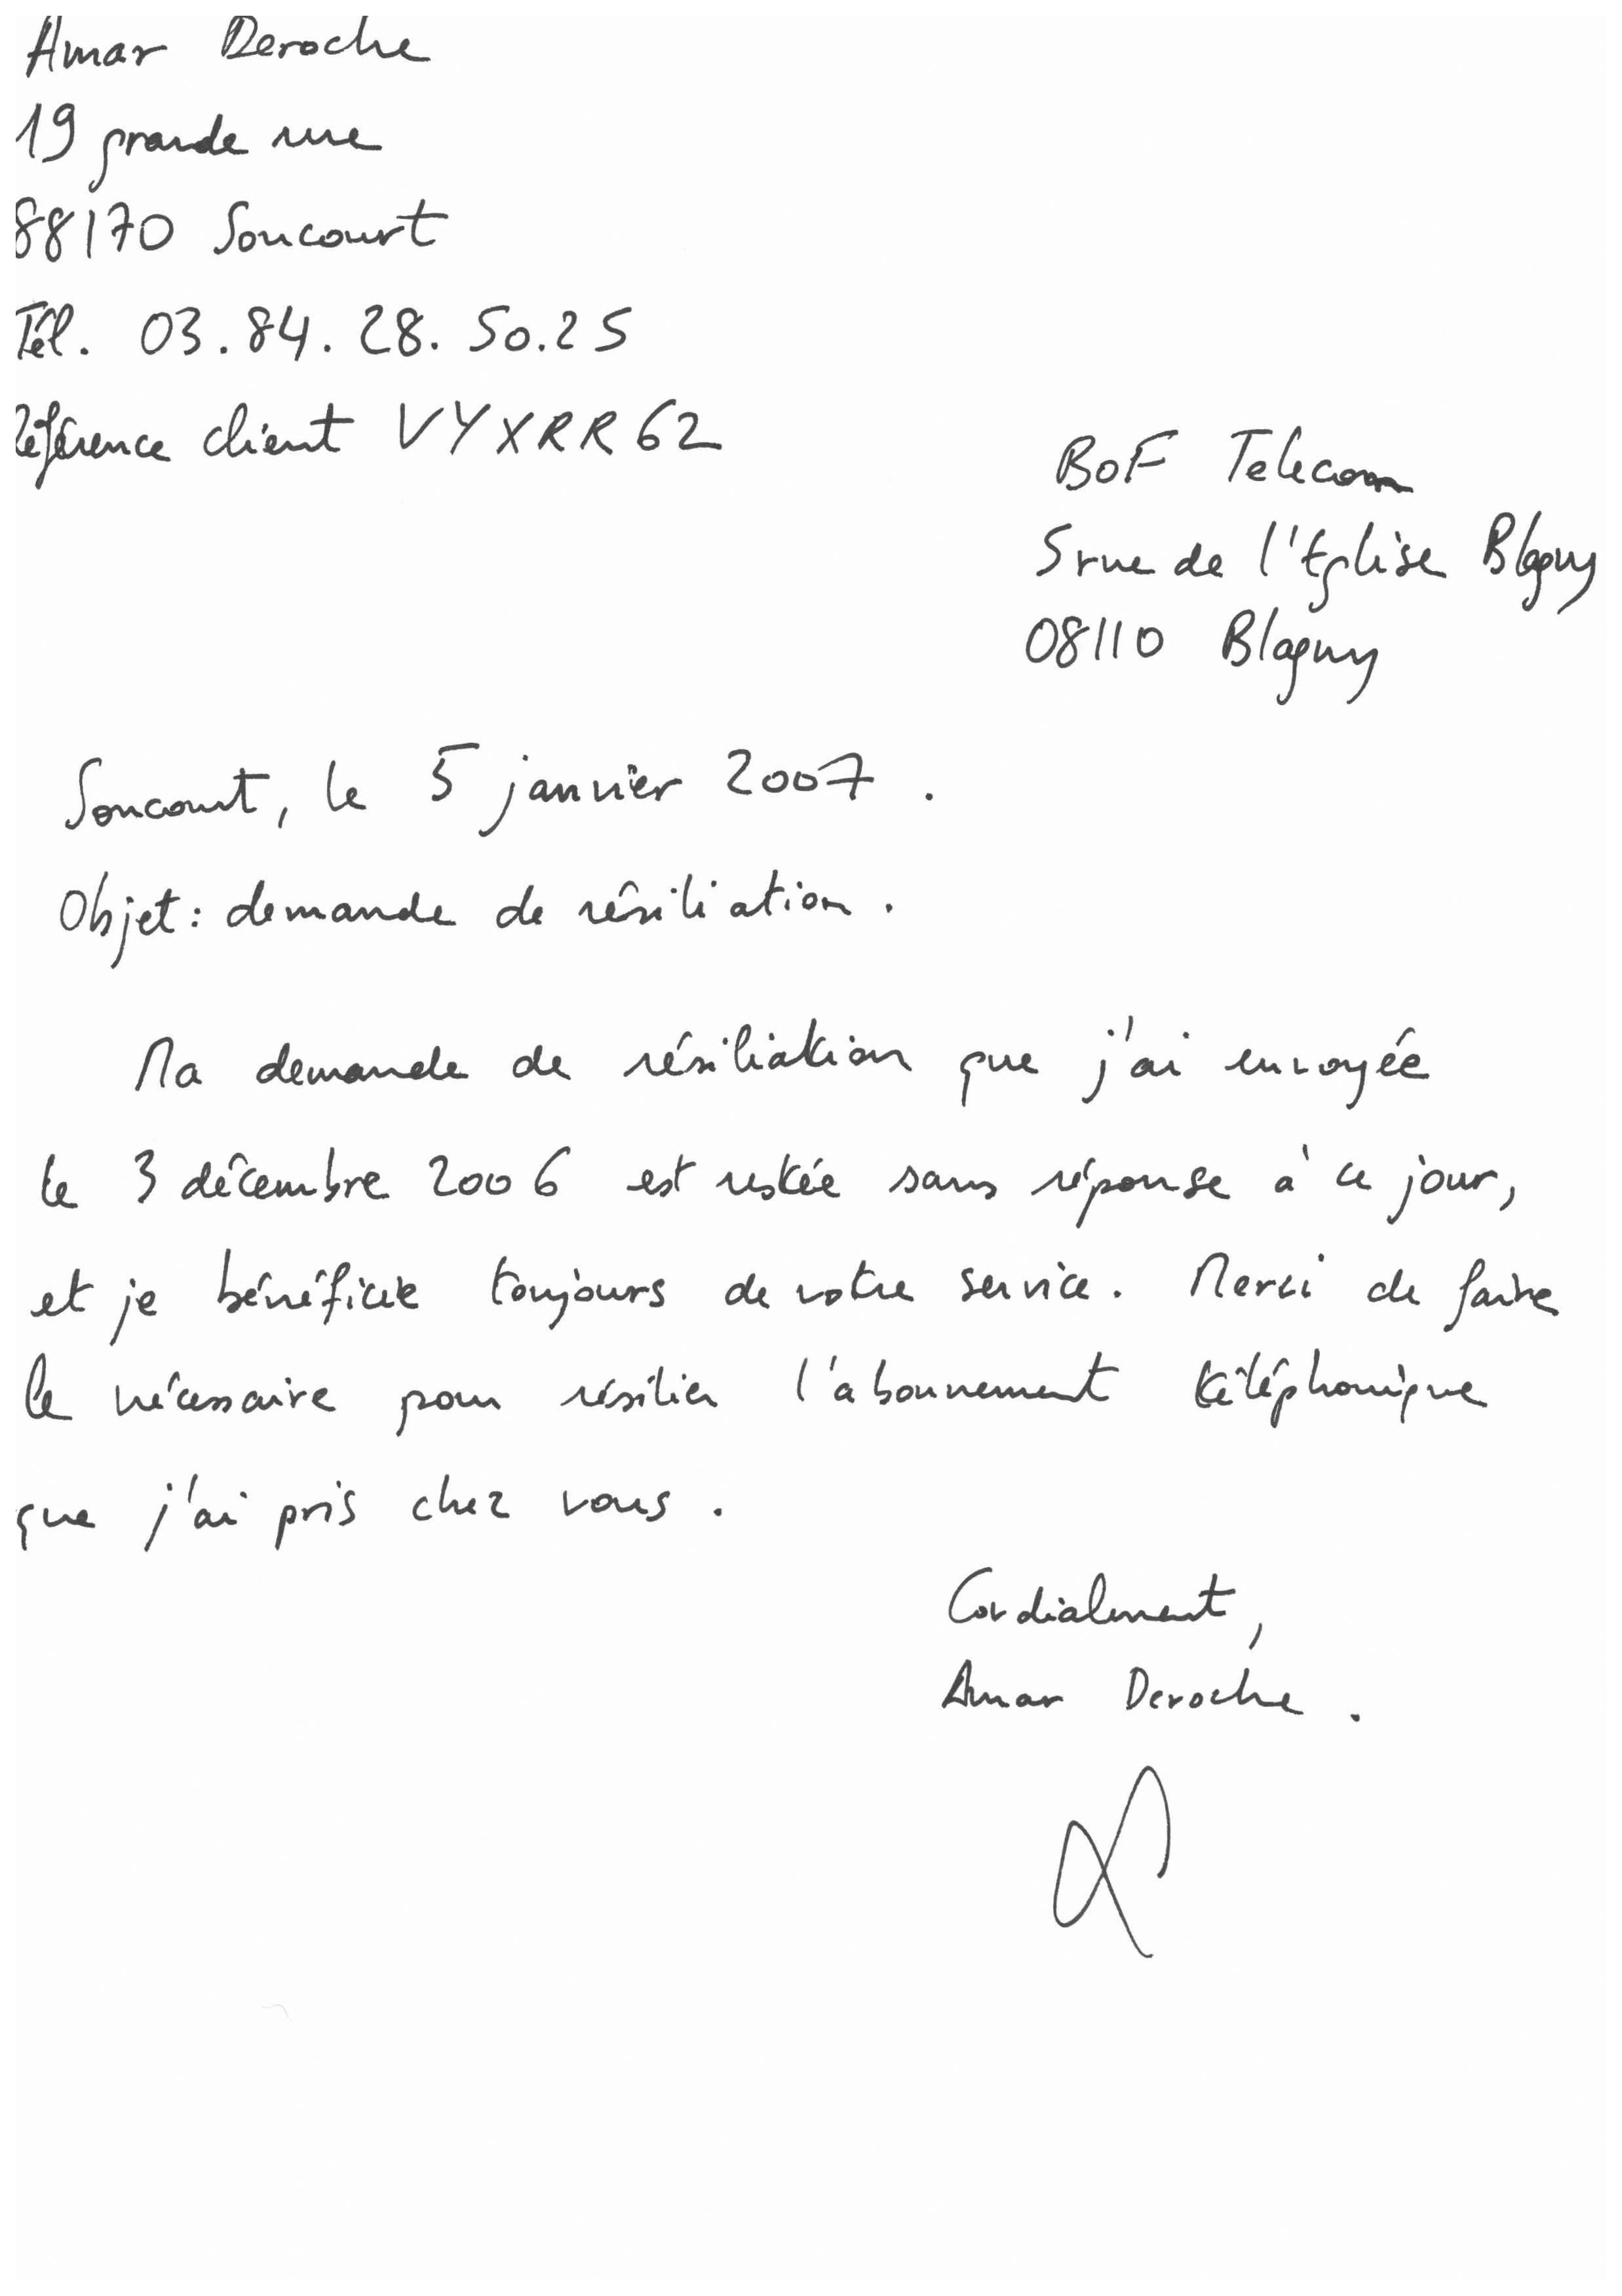 Amar Deroche
19 grande rue
88170 Soncourt
Tél. 03.84.28.50.25
Référence client VYXRR62
BoF Telecom
5 rue de l'Eglise Blagny
08110 Blagny
Soncourt, le 5 janvier 2007.
Objet : demande de résiliation.
Ma demande de résiliation que j'ai envoyée
le 3 décembre 2006 est restée sans réponse à ce jour,
et je bénéficie toujours de votre service. Merci de faire
le nécessaire pour résilier l'abonnement téléphonique
que j'ai pris chez vous.
Cordialement,
Amar Deroche.